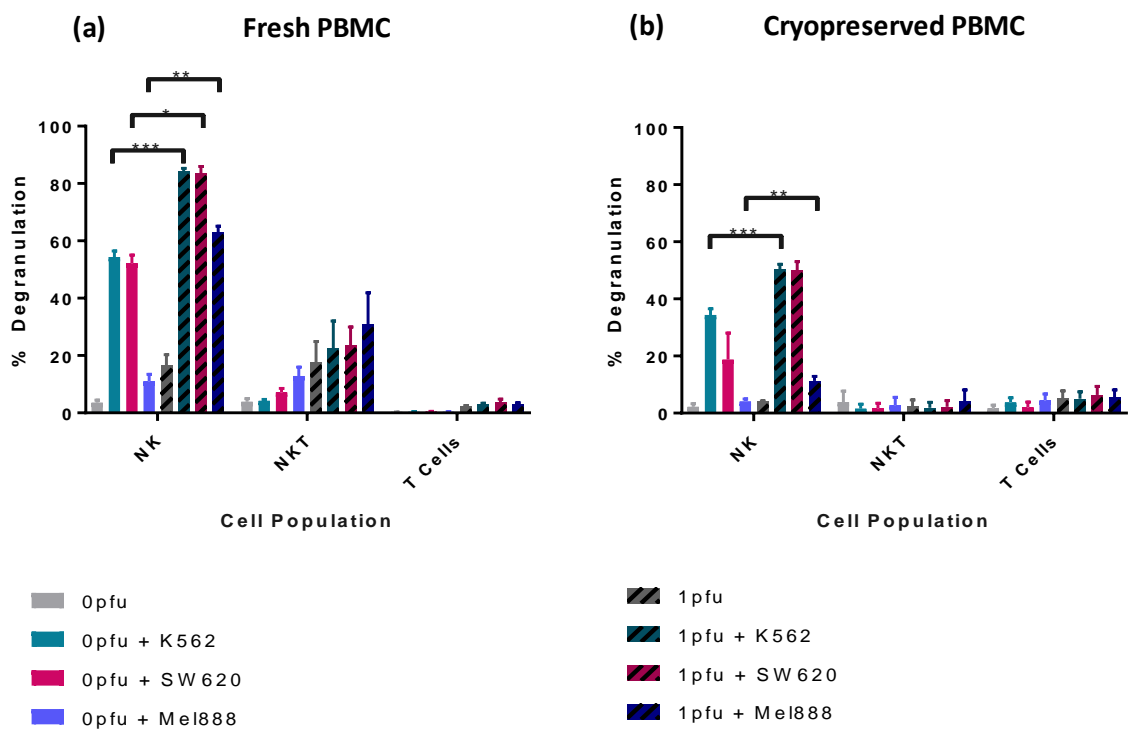 (a) Fresh PBMC
**
*
***
100
80
60
40
20
0
% Degranulation
NK
NKT
T Cells
Cell Population
(b) Cryopreserved PBMC
**
***
100
80
60
40
20
0
% Degranulation
NK
NKT
T Cells
Cell Population
0pfu
0pfu + K562
0pfu + SW620
0pfu + Mel888
1pfu
1pfu + K562
1pfu + SW620
1pfu + Mel888